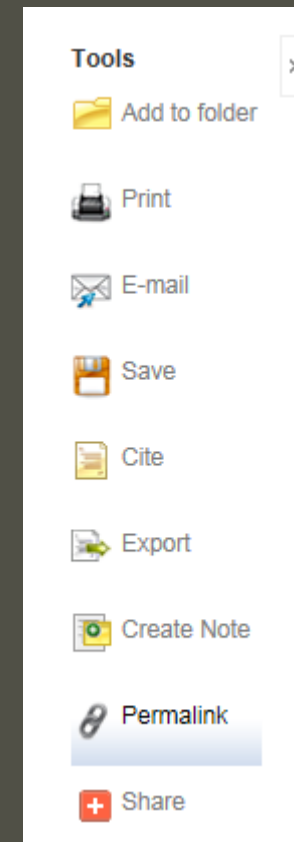 Tools
Add to folder
Print
E-mail
Save
Cite
Export
Create Note
Permalink
Share